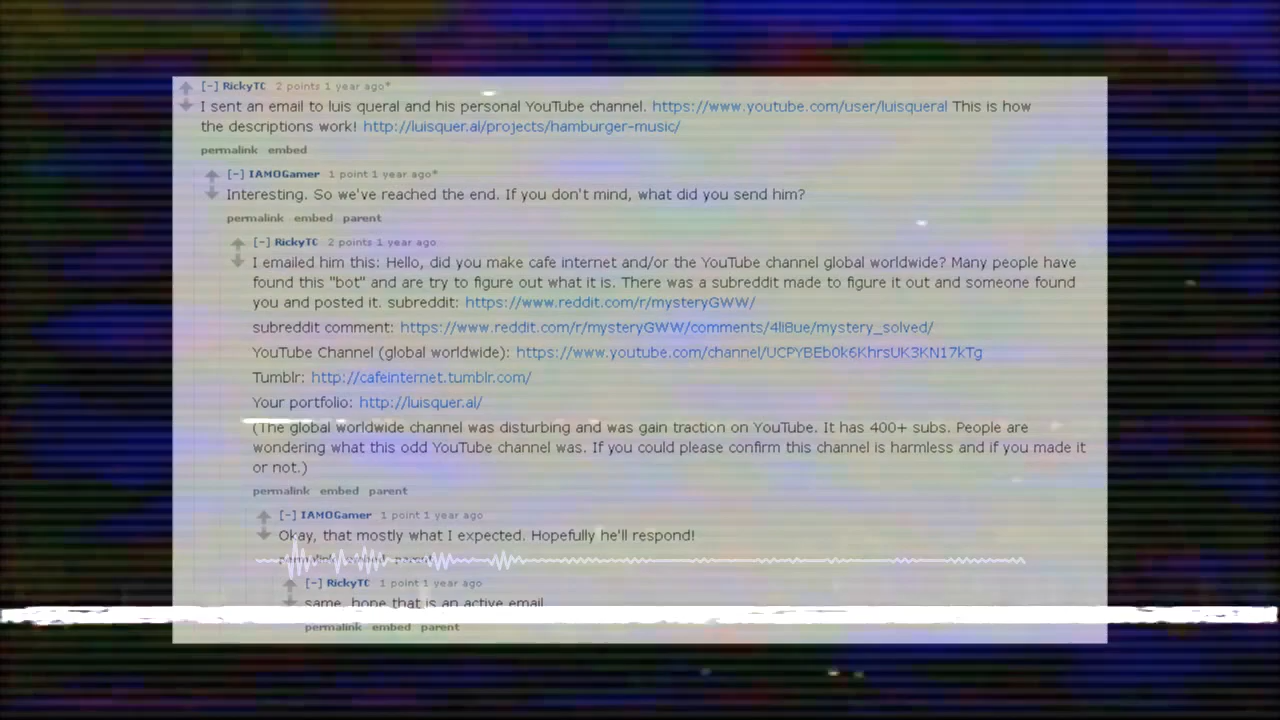 [-] RickyTC 2 points 1 year ago*
I sent an email to luis queral and his personal YouTube channel. https://www.youtube.com/user/luisqueral This is how
the descriptions work! http://luisquer.al/projects/hamburger-music/
permalink embed
[-] IAMOGamer 1 point 1 year ago*
Interesting. So we've reached the end. If you don't mind, what did you send him?
permalink embed parent
[-] RickyTC 2 points 1 year ago
I emailed him this: Hello, did you make cafe internet and/or the YouTube channel global worldwide? Many people have
found this "bot" and are try to figure out what it is. There was a subreddit made to figure it out and someone found
you and posted it. subreddit: https://www.reddit.com/r/mysteryGWW/
subreddit comment: https://www.reddit.com/r/mysteryGWW/comments/4li8ue/mystery_solved/
YouTube Channel (global worldwide): https://www.youtube.com/channel/UCPYBEb0k6KhrsUK3KN17kTg
Tumblr: http://cafeinternet.tumblr.com/
Your portfolio: http://luisquer.al/
(The global worldwide channel was disturbing and was gain traction on YouTube. It has 400+ subs. People are
wondering what this odd YouTube channel was. If you could please confirm this channel is harmless and if you made it
or not.)
permalink embed parent
[-] IAMOGamer 1 point 1 year ago
Okay, that mostly what I expected. Hopefully he'll respond!
permalink embed parent
[-] RickyTC 1 point 1 year ago
same, hope that is an active email
permalink embed parent